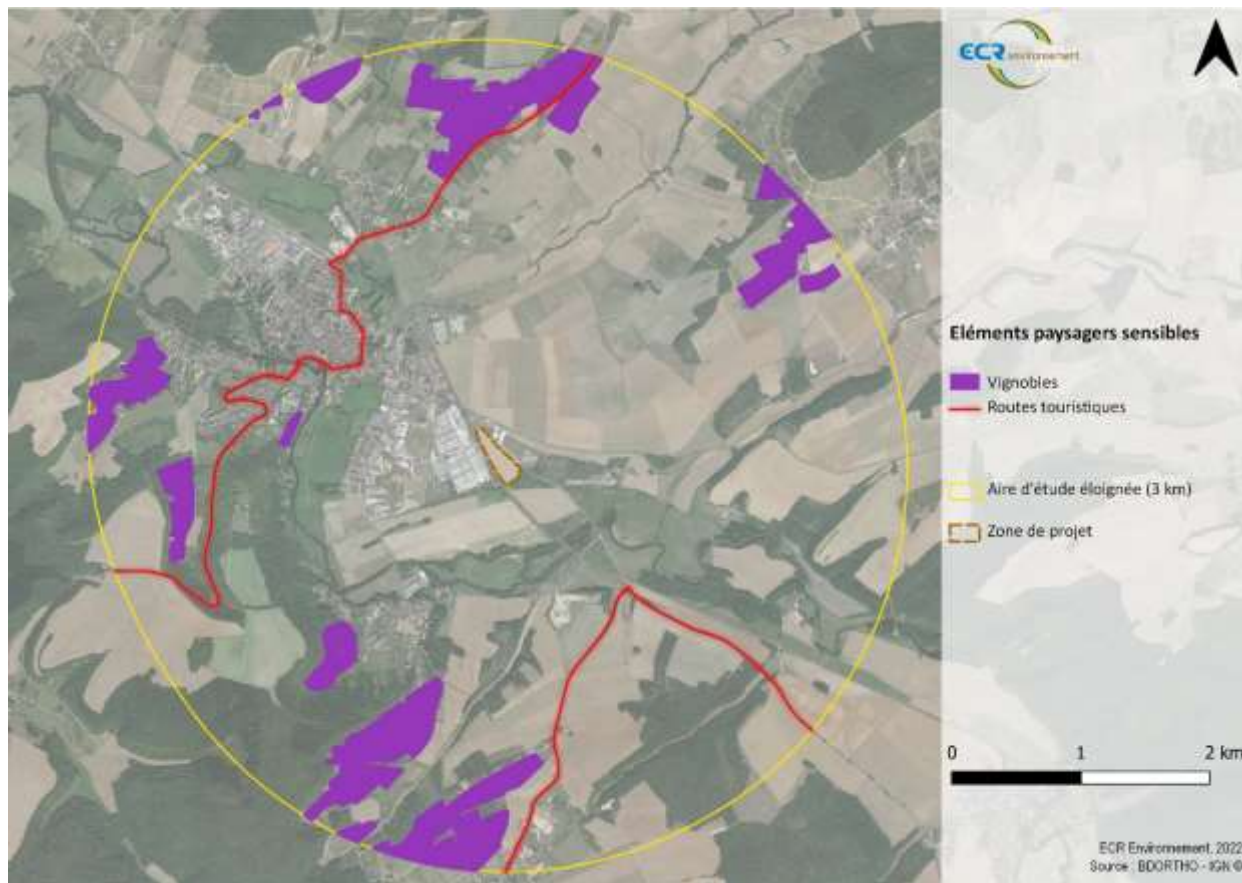 ECR environnement
Eléments paysagers sensibles
Vignobles
Routes touristiques
Aire d'étude éloignée (3 km)
Zone de projet
0 1 2 km
ECR Environnement, 2022
Source : BDORTHO - IGN ©